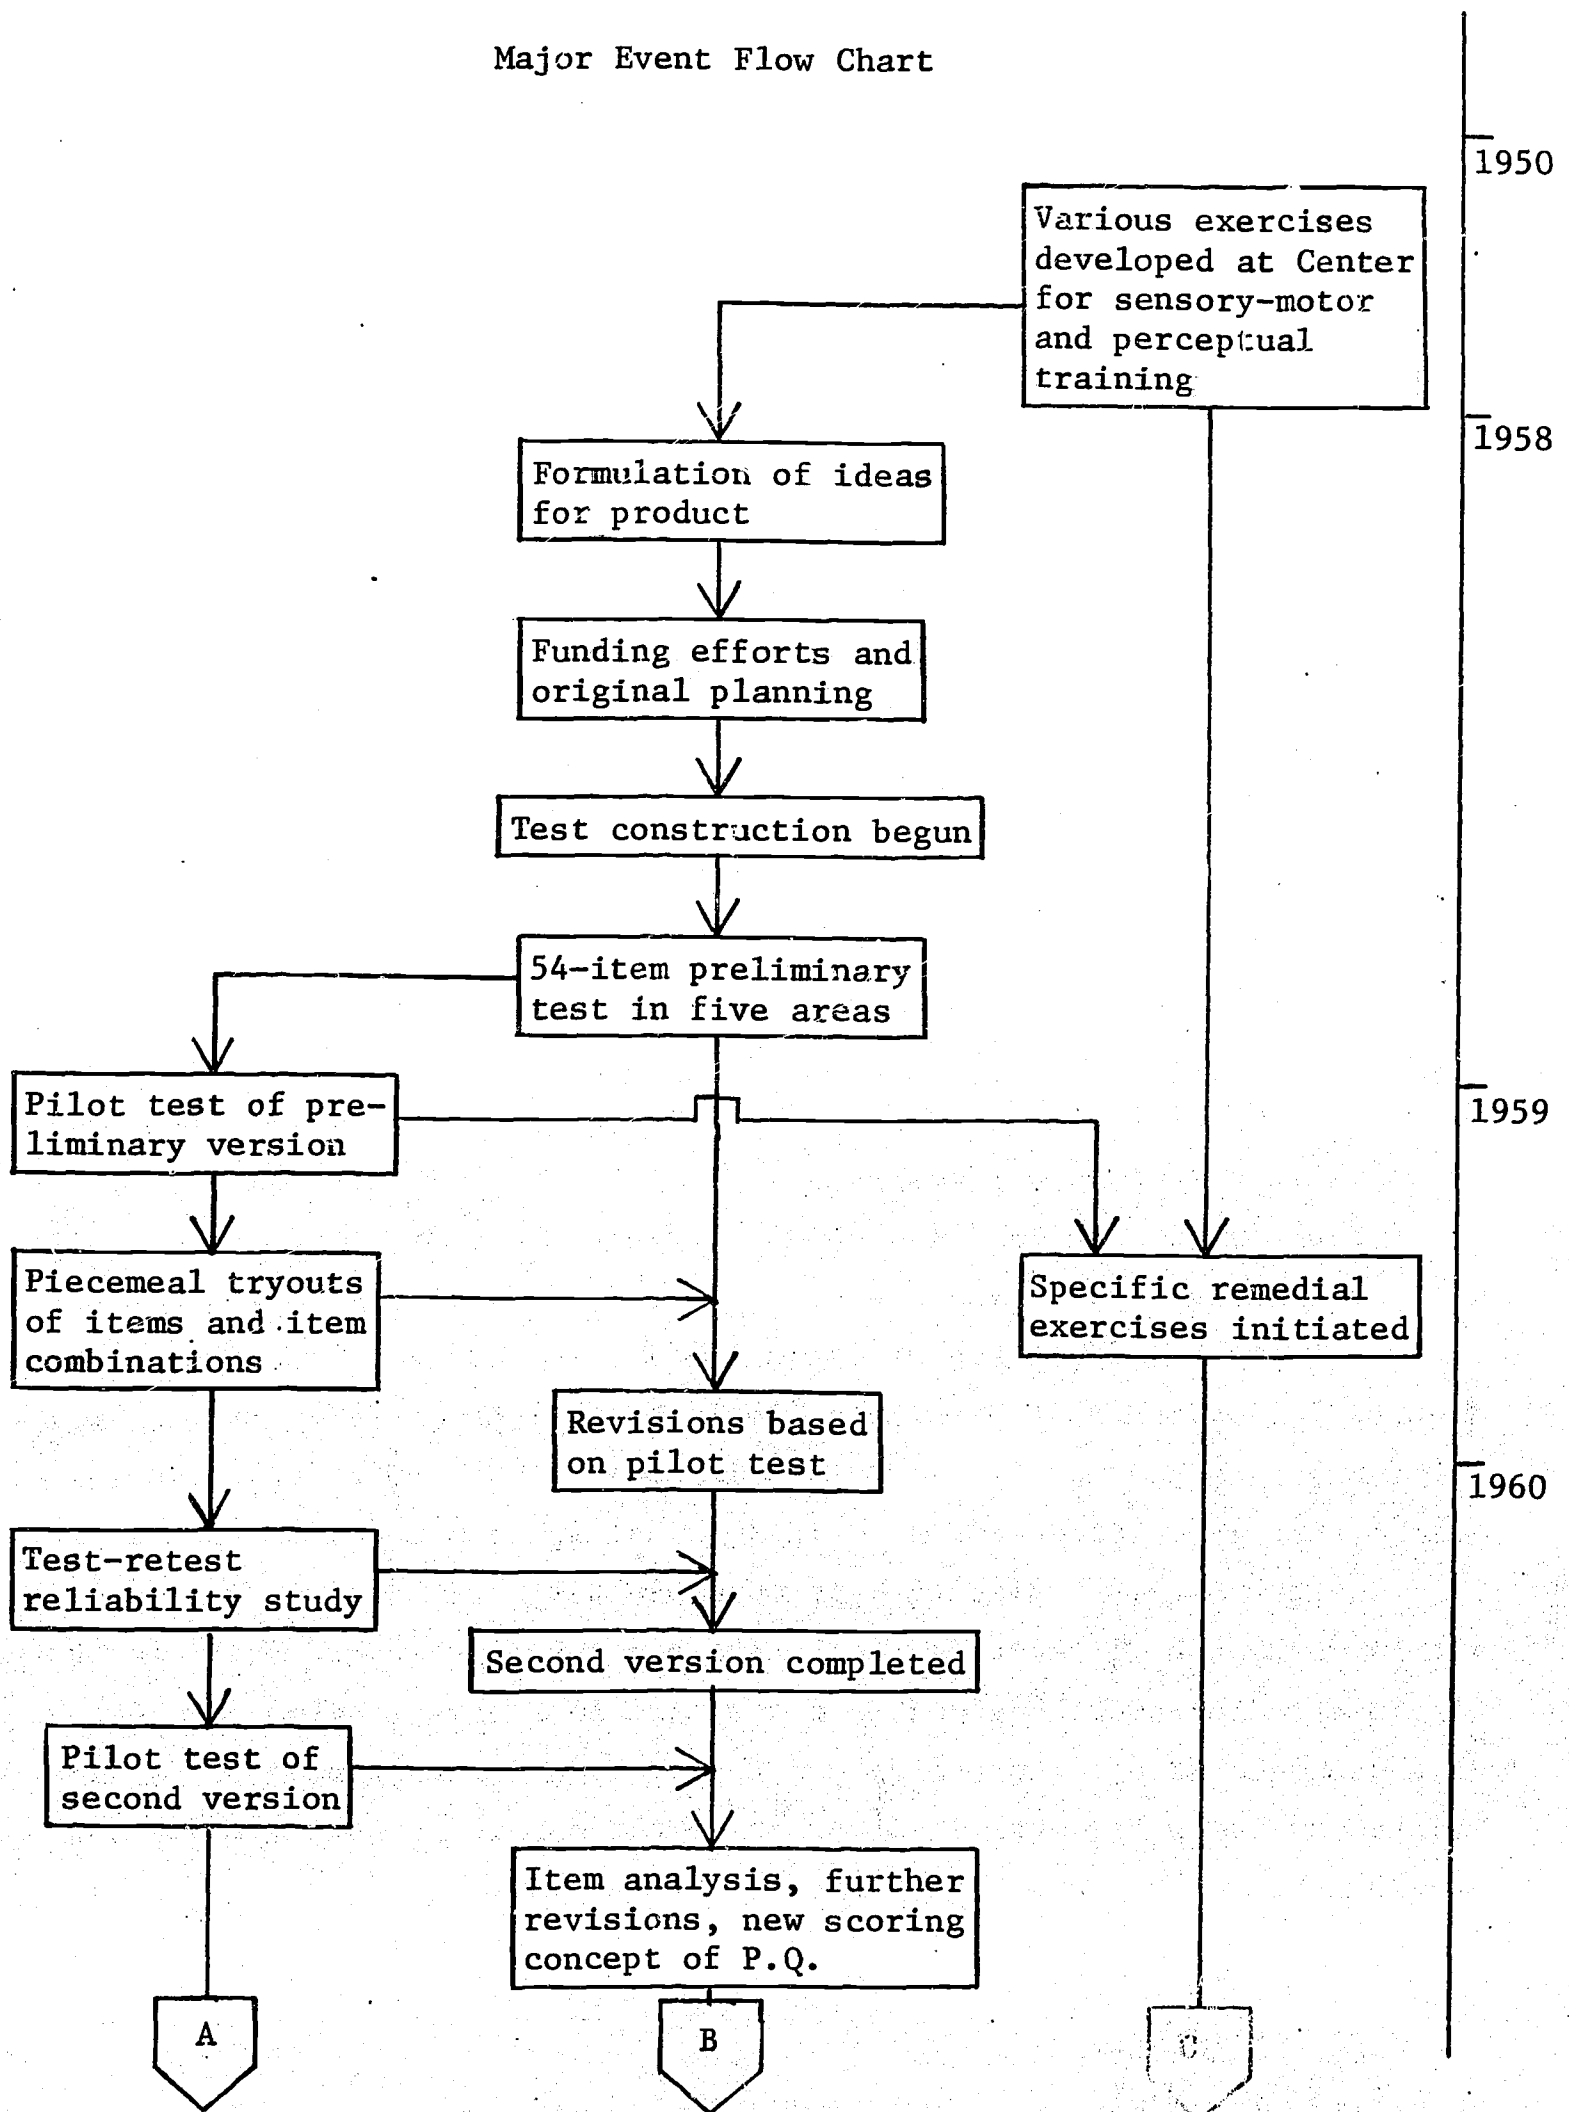 Major Event Flow Chart
1950
Various exercises
developed at Center
for sensory-motor
and perceptual
training
1958
Formulation of ideas
for product
Funding efforts and
original planning
Test construction begun
54-item preliminary
test in five areas
Pilot test of pre-
liminary version
1959
Piecemeal tryouts
of items and item
combinations
Specific remedial
exercises initiated
Revisions based
on pilot test
1960
Test-retest
reliability study
Second version completed
Pilot test of
second version
Item analysis, further
revisions, new scoring
concept of P.Q.
A
B
C